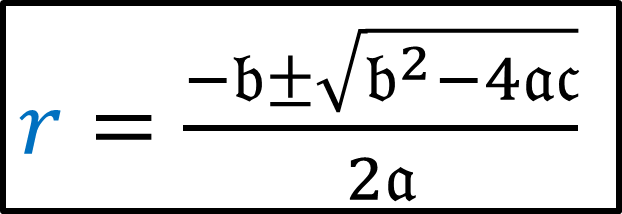 𝑟 = (−𝔟±√(𝔟²−4𝔞𝔠))/(2𝔞)